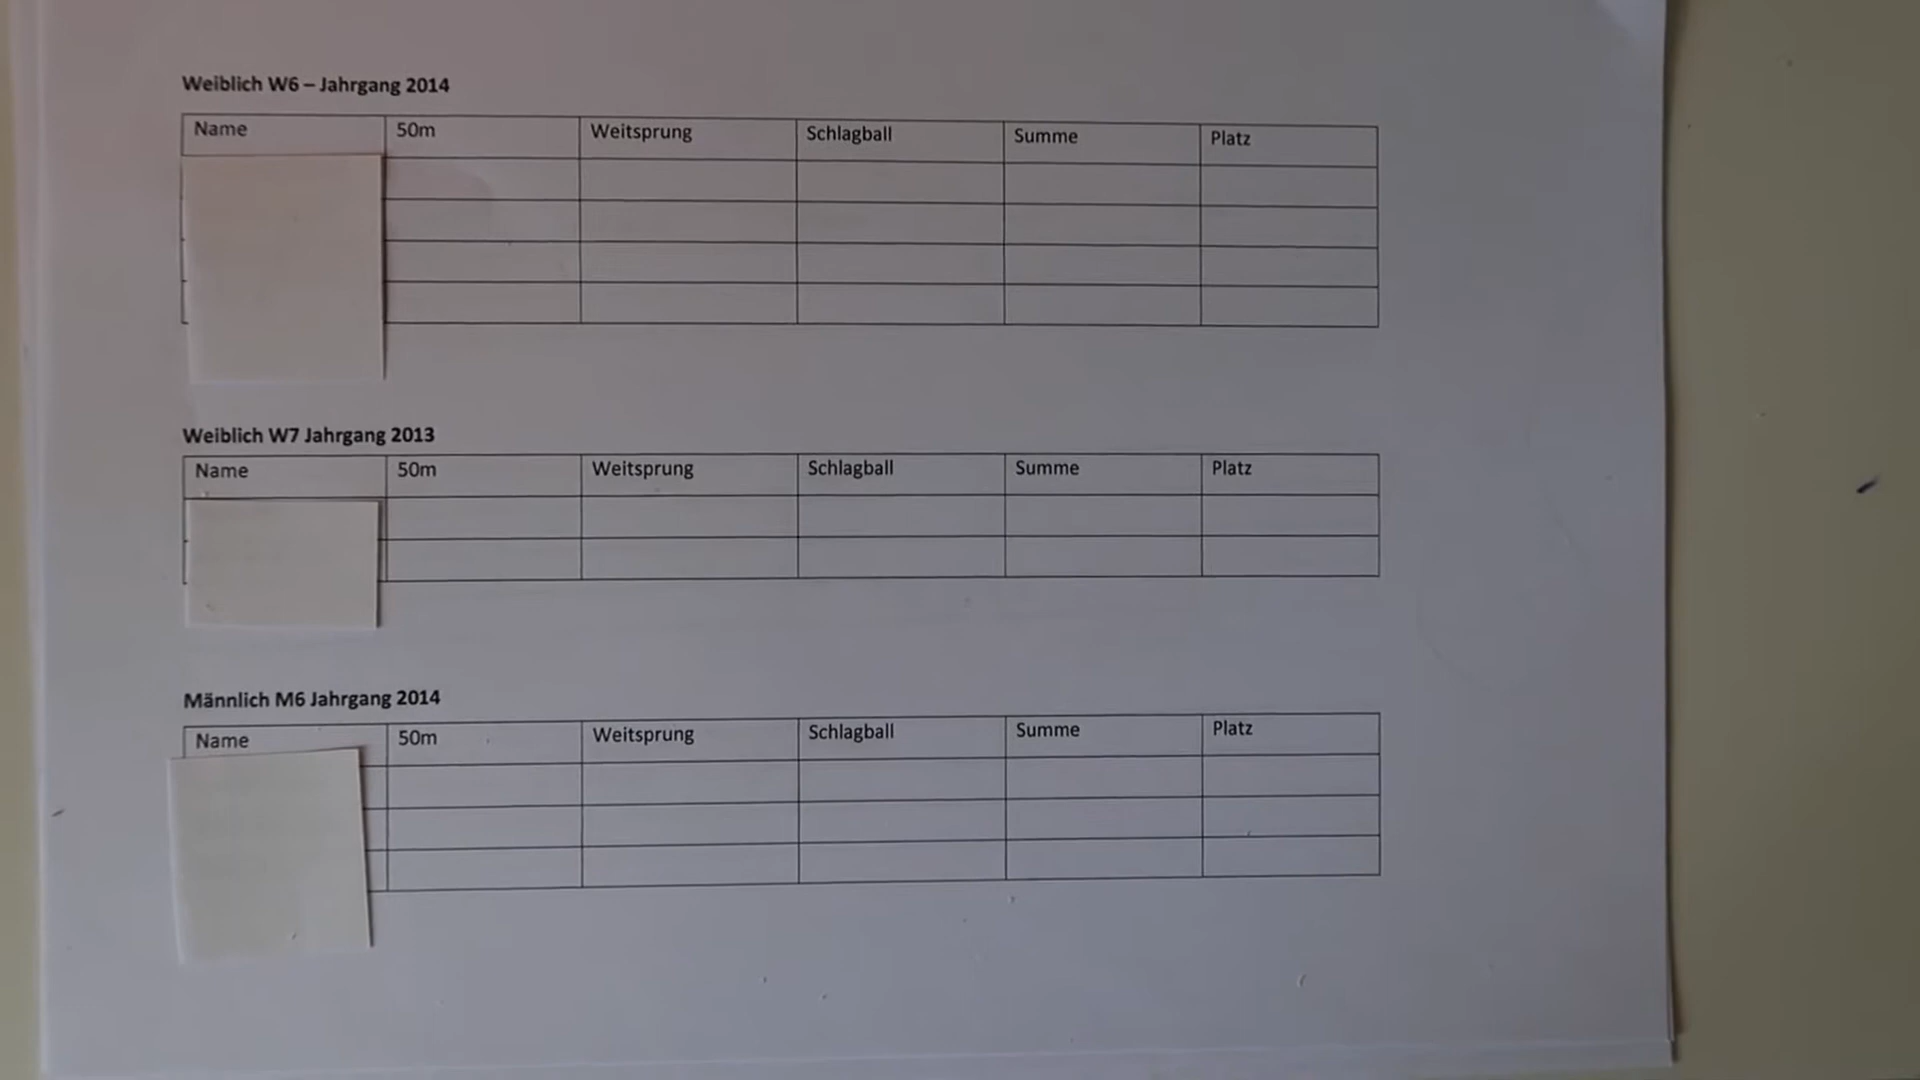 Weiblich W6 – Jahrgang 2014
Name 50m Weitsprung Schlagball Summe Platz
Weiblich W7 Jahrgang 2013
Name 50m Weitsprung Schlagball Summe Platz
Männlich M6 Jahrgang 2014
Name 50m Weitsprung Schlagball Summe Platz